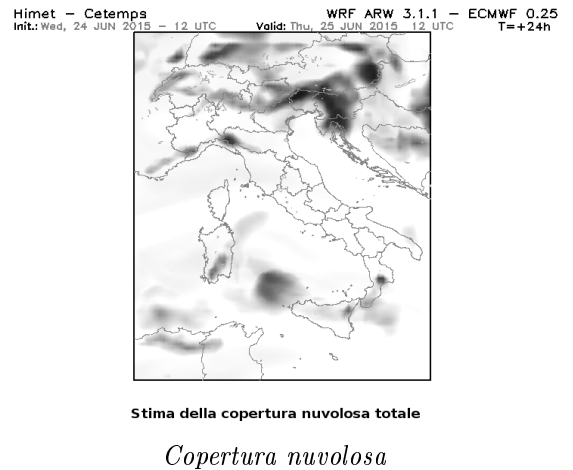 Himet – Cetemps WRF ARW 3.1.1 – ECMWF 0.25
Init.: Wed, 24 JUN 2015 – 12 UTC Valid: Thu, 25 JUN 2015 12 UTC T=+24h
Stima della copertura nuvolosa totale
Copertura nuvolosa